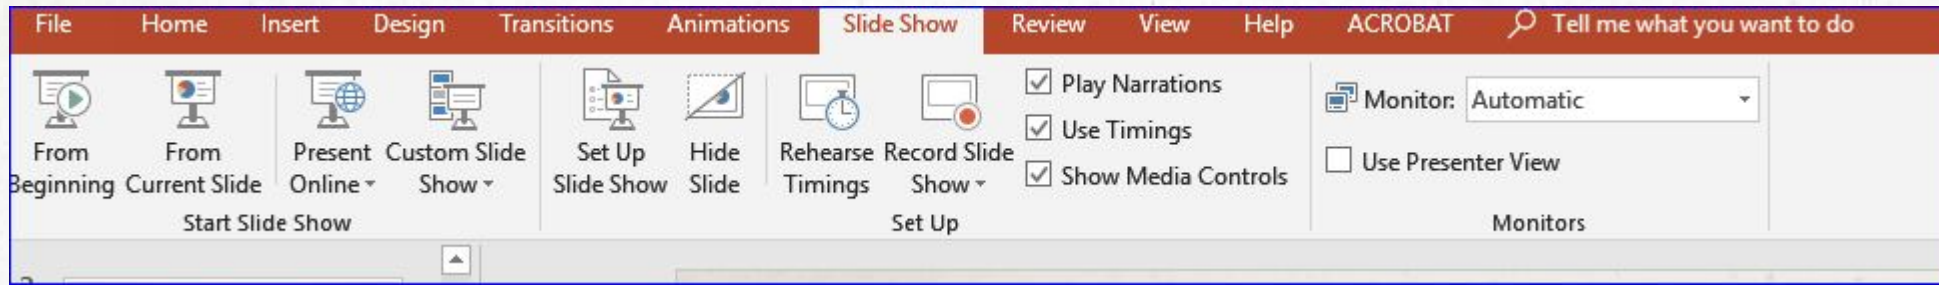 File Home Insert Design Transitions Animations Slide Show Review View Help ACROBAT Tell me what you want to do
From Beginning
From Current Slide
Present Online
Custom Slide Show
Set Up Slide Show
Hide Slide
Rehearse Timings
Record Slide Show
Play Narrations
Use Timings
Show Media Controls
Monitor: Automatic
Use Presenter View
Start Slide Show
Set Up
Monitors